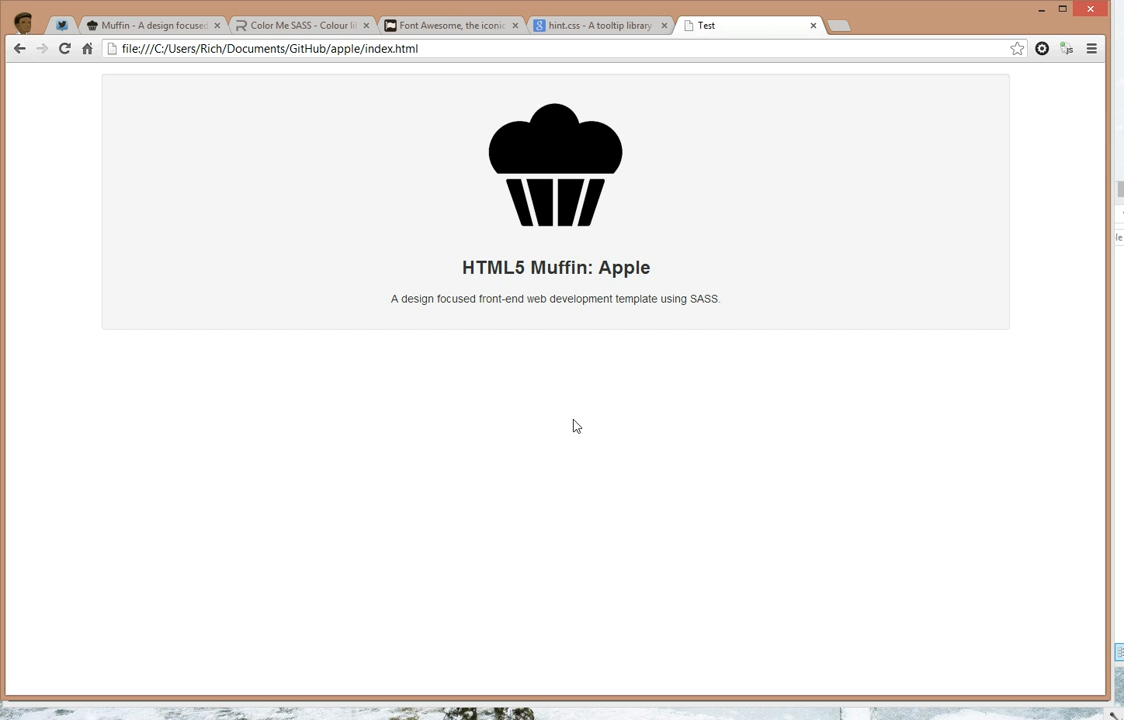 Muffin - A design focused
Color Me SASS - Colour li
Font Awesome, the iconic
hint.css - A tooltip library
Test
file:///C:/Users/Rich/Documents/GitHub/apple/index.html
js
HTML5 Muffin: Apple
A design focused front-end web development template using SASS.